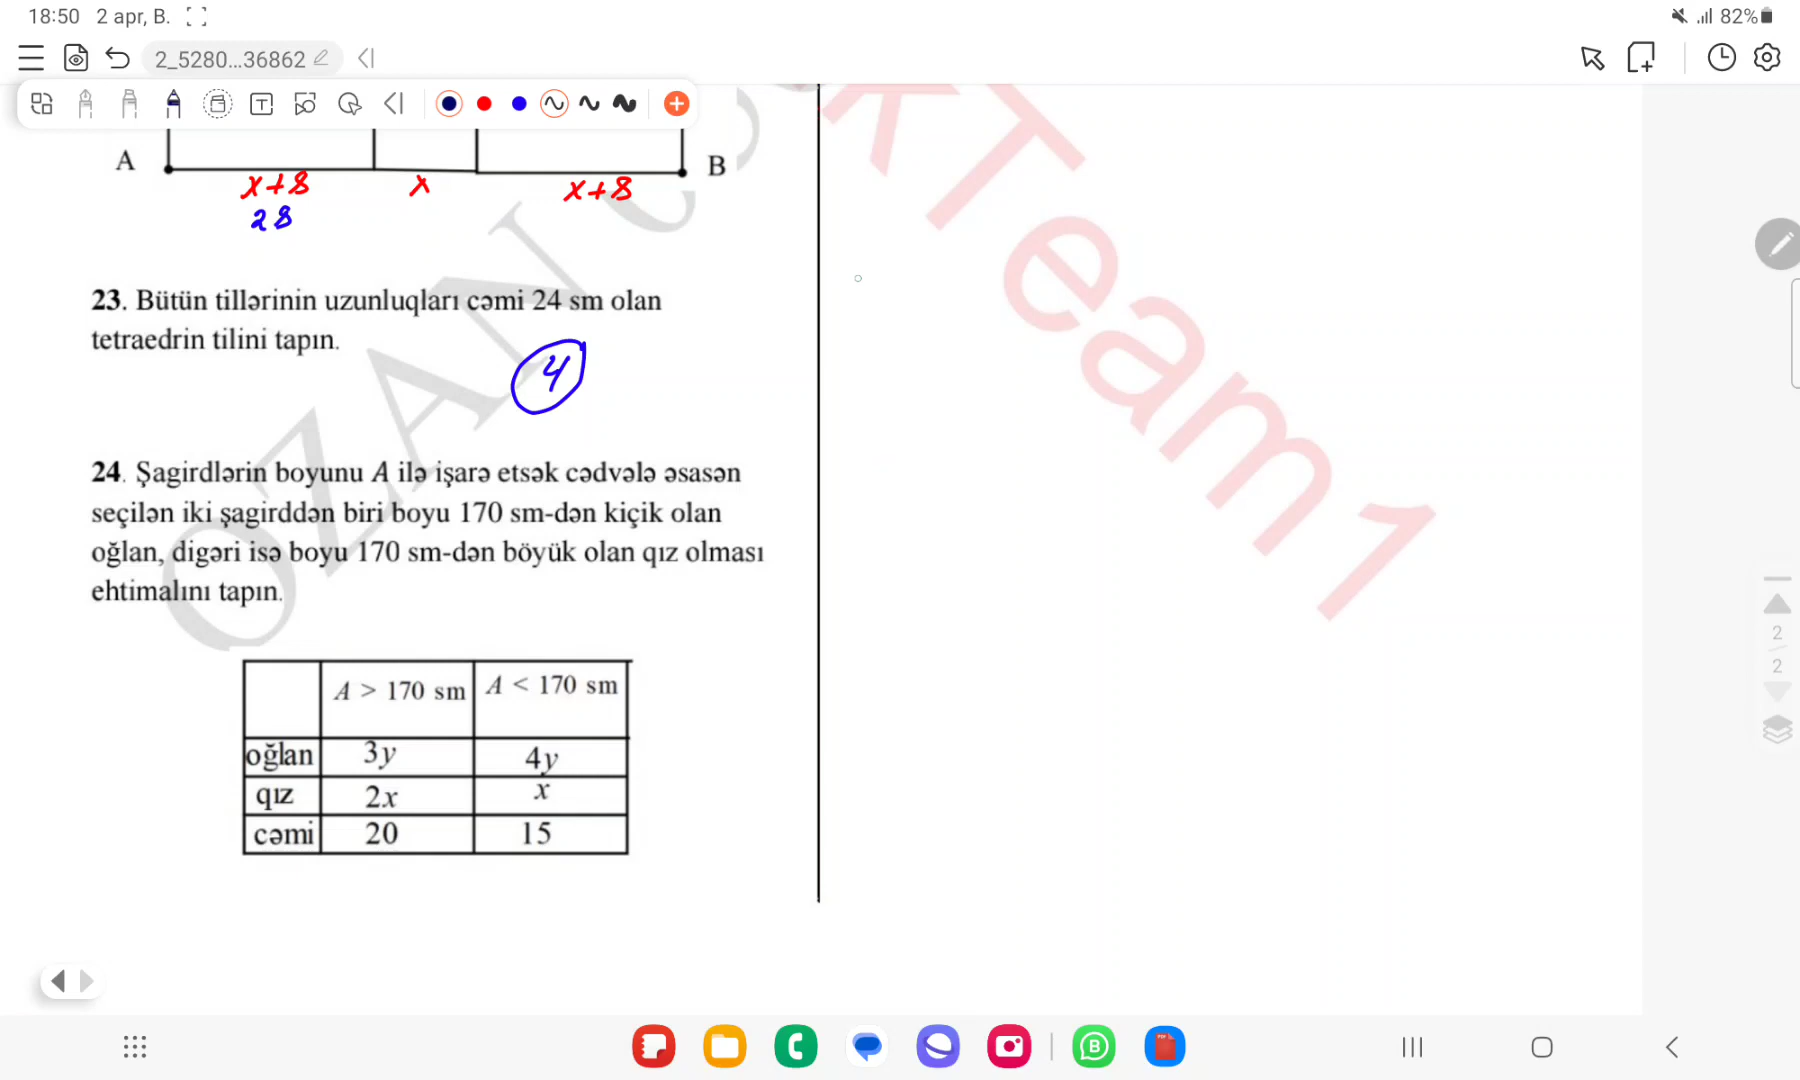 18:50 2 apr, B.
82%
2_5280...36862
A
B
x+8
x
x+8
28
23. Bütün tillərinin uzunluqları cəmi 24 sm olan
tetraedrin tilini tapın.
4
24. Şagirdlərin boyunu A ilə işarə etsək cədvələ əsasən
seçilən iki şagirddən biri boyu 170 sm-dən kiçik olan
oğlan, digəri isə boyu 170 sm-dən böyük olan qız olması
ehtimalını tapın.
A > 170 sm A < 170 sm
oğlan 3y 4y
qız 2x x
cəmi 20 15
OZAN
kTeam1
2
2